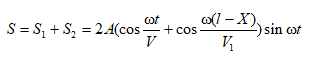 S = S₁ + S₂ = 2A(cos ωt/V + cos ω(l − X)/V₁) sin ωt